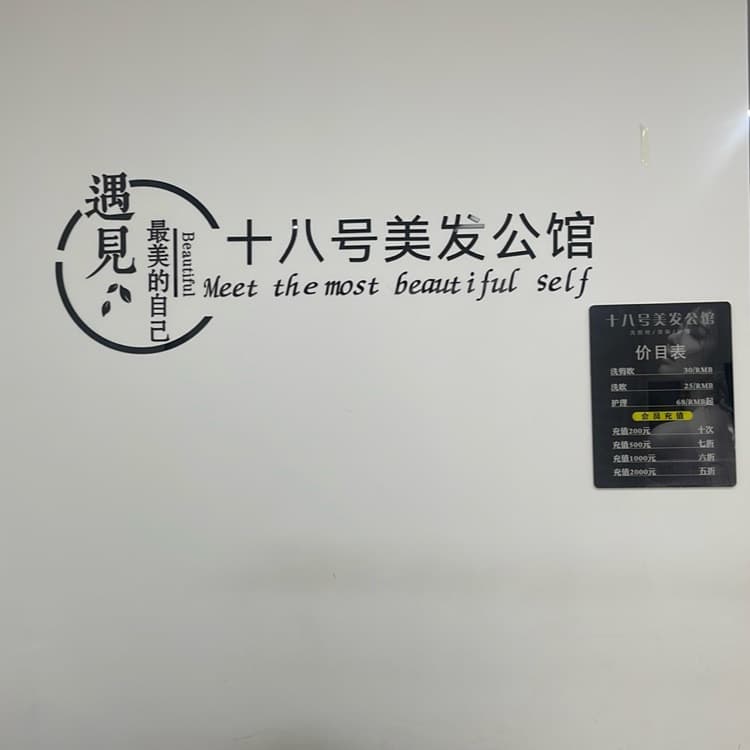 遇見
最美的自己
Beautiful
十八号美发公馆
Meet the most beautiful self
十八号美发公馆
价目表
洗剪吹 30/RMB
洗吹 25/RMB
护理 68/RMB起
会员充值
充值200元 十次
充值500元 七折
充值1000元 六折
充值2000元 五折